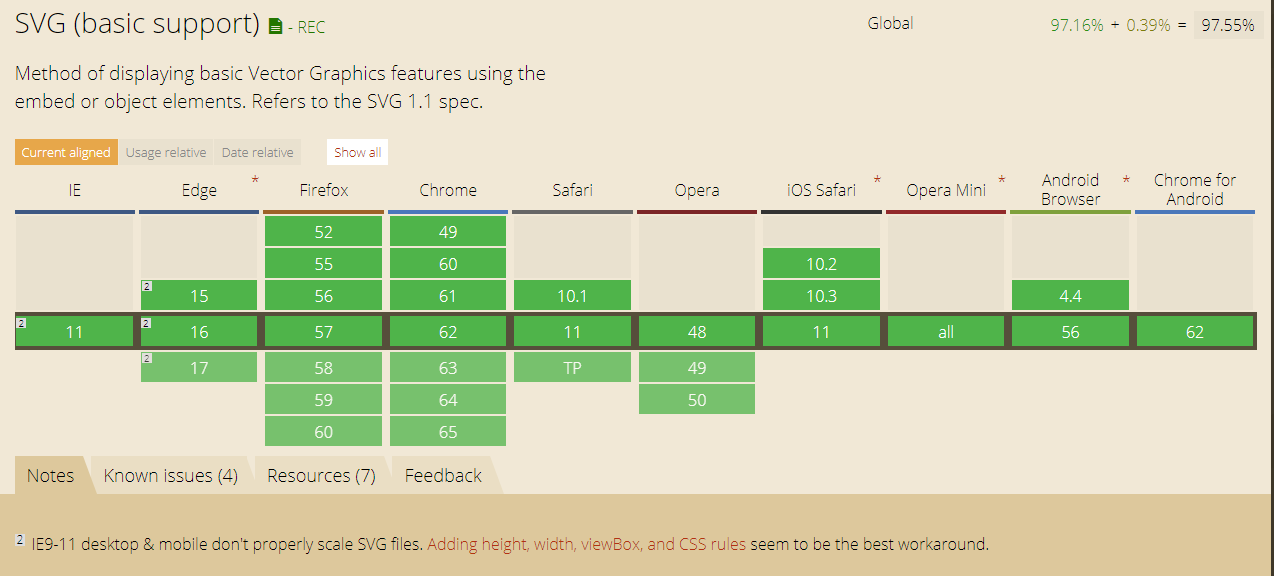 SVG (basic support) - REC Global 97.16% + 0.39% = 97.55%
Method of displaying basic Vector Graphics features using the
embed or object elements. Refers to the SVG 1.1 spec.
Current aligned Usage relative Date relative Show all
IE Edge * Firefox Chrome Safari Opera iOS Safari * Opera Mini * Android Browser * Chrome for Android
52 49
55 60 10.2
2 15 56 61 10.1 10.3 4.4
2 11 2 16 57 62 11 48 11 all 56 62
2 17 58 63 TP 49
59 64 50
60 65
Notes Known issues (4) Resources (7) Feedback
2 IE9-11 desktop & mobile don't properly scale SVG files. Adding height, width, viewBox, and CSS rules seem to be the best workaround.